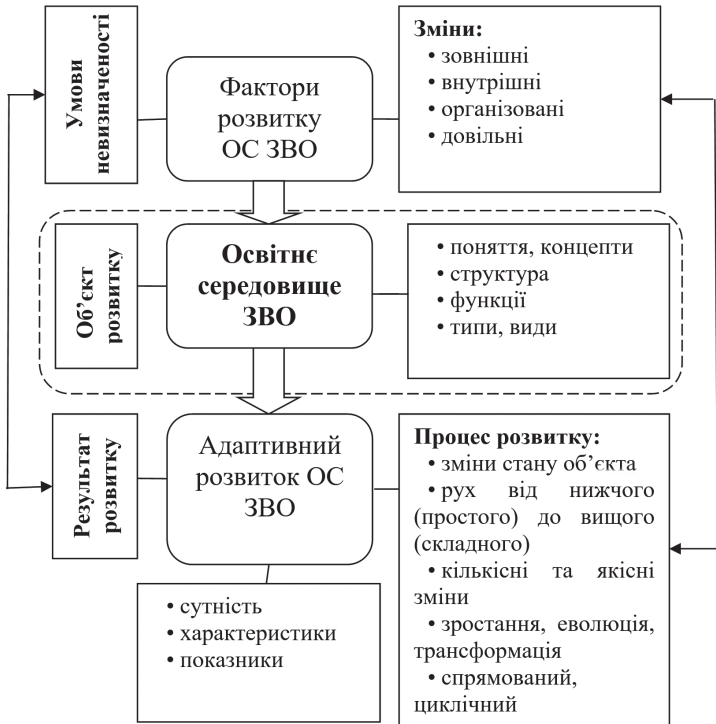 Умови
невизначеності
Фактори
розвитку
ОС ЗВО
Зміни:
• зовнішні
• внутрішні
• організовані
• довільні
Об’єкт
розвитку
Освітнє
середовище
ЗВО
• поняття, концепти
• структура
• функції
• типи, види
Результат
розвитку
Адаптивний
розвиток ОС
ЗВО
Процес розвитку:
• зміни стану об’єкта
• рух від нижчого
(простого) до вищого
(складного)
• кількісні та якісні
зміни
• зростання, еволюція,
трансформація
• спрямований,
циклічний
• сутність
• характеристики
• показники